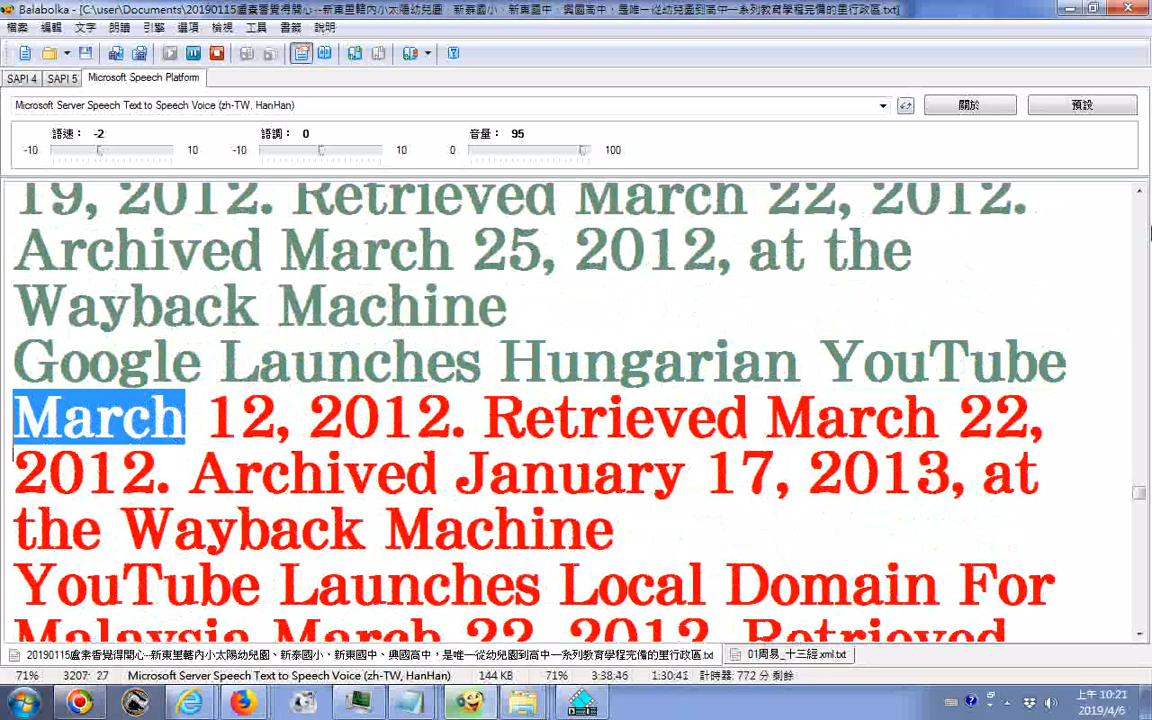 Balabolka - [C:\user\Documents\20190115盧素香覺得開心--新東里轄內小太陽幼兒園、新泰國小、新東國中、興國高中，是唯一從幼兒園到高中一系列教育學程完備的里行政區.txt]
檔案 編輯 文字 朗讀 引擎 選項 檢視 工具 書籤 說明
SAPI 4 SAPI 5 Microsoft Speech Platform
Microsoft Server Speech Text to Speech Voice (zh-TW, HanHan) 關於 預設
語速： -2 語調： 0 音量： 95
-10 10 -10 10 0 100
19, 2012. Retrieved March 22, 2012.
Archived March 25, 2012, at the
Wayback Machine
Google Launches Hungarian YouTube
March 12, 2012. Retrieved March 22,
2012. Archived January 17, 2013, at
the Wayback Machine
YouTube Launches Local Domain For
Malaysia March 22, 2012. Retrieved
20190115盧素香覺得開心--新東里轄內小太陽幼兒園、新泰國小、新東國中、興國高中，是唯一從幼兒園到高中一系列教育學程完備的里行政區.txt 01周易_十三經.xml.txt
71% 3207: 27 Microsoft Server Speech Text to Speech Voice (zh-TW, HanHan) 144 KB 71% 3:38.46 1:30:41 計時器: 772 分 剩餘
上午 10:21
2019/4/6